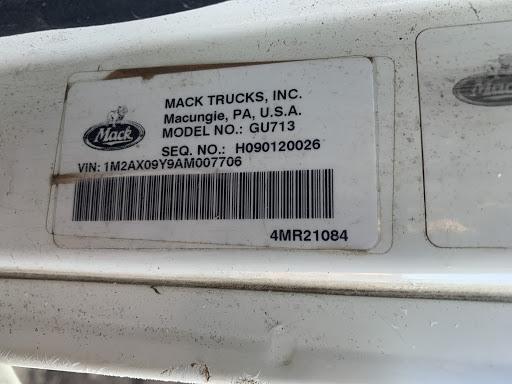 MACK TRUCKS, INC.
Macungie, PA, U.S.A.
MODEL NO.: GU713
SEQ. NO.: H090120026
Mack
VIN: 1M2AX09Y9AM007706
4MR21084